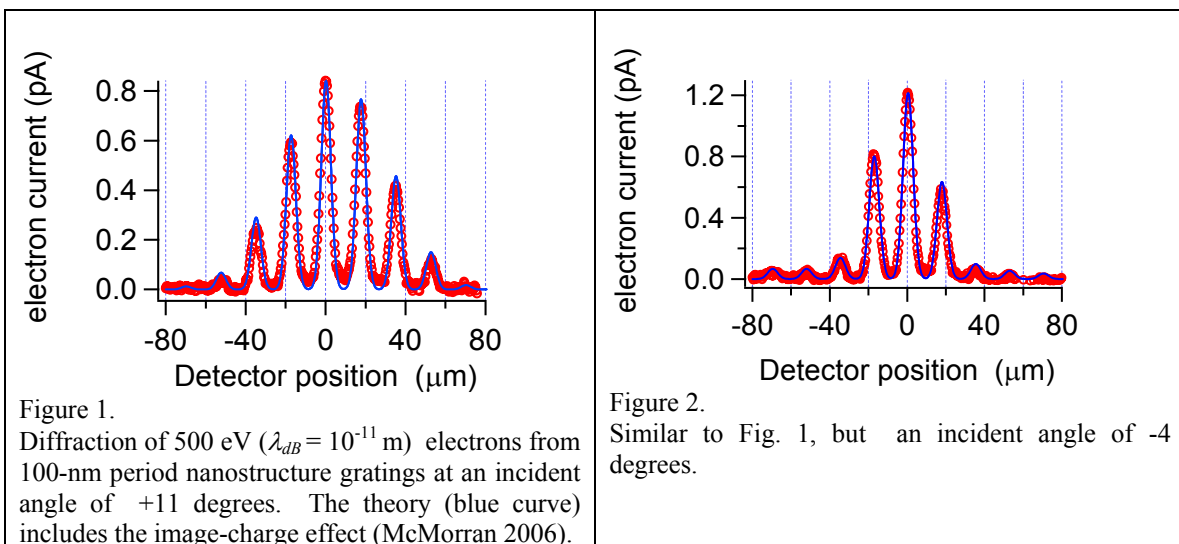 electron current (pA)
0.8
0.4
0.0
-80
-40
0
40
80
Detector position (μm)
Figure 1.
Diffraction of 500 eV (λdB = 10-11 m) electrons from
100-nm period nanostructure gratings at an incident
angle of +11 degrees. The theory (blue curve)
includes the image-charge effect (McMorran 2006).
electron current (pA)
1.2
0.8
0.4
0.0
-80
-40
0
40
80
Detector position (μm)
Figure 2.
Similar to Fig. 1, but an incident angle of -4
degrees.